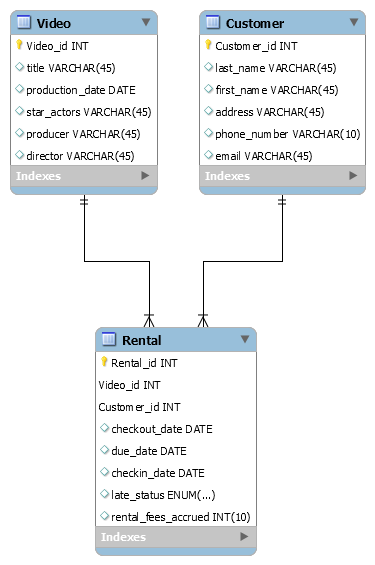 Video
Video_id INT
title VARCHAR(45)
production_date DATE
star_actors VARCHAR(45)
producer VARCHAR(45)
director VARCHAR(45)
Indexes
Customer
Customer_id INT
last_name VARCHAR(45)
first_name VARCHAR(45)
address VARCHAR(45)
phone_number VARCHAR(10)
email VARCHAR(45)
Indexes
Rental
Rental_id INT
Video_id INT
Customer_id INT
checkout_date DATE
due_date DATE
checkin_date DATE
late_status ENUM(...)
rental_fees_accrued INT(10)
Indexes